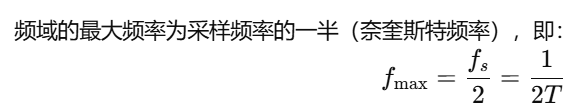 频域的最大频率为采样频率的一半（奈奎斯特频率），即：
f_max = f_s / 2 = 1 / 2T